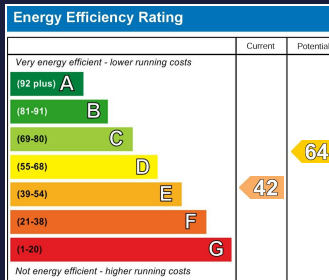 Energy Efficiency Rating
Current Potential
Very energy efficient - lower running costs
(92 plus) A
(81-91) B
(69-80) C
64
(55-68) D
(39-54) E
42
(21-38) F
(1-20) G
Not energy efficient - higher running costs